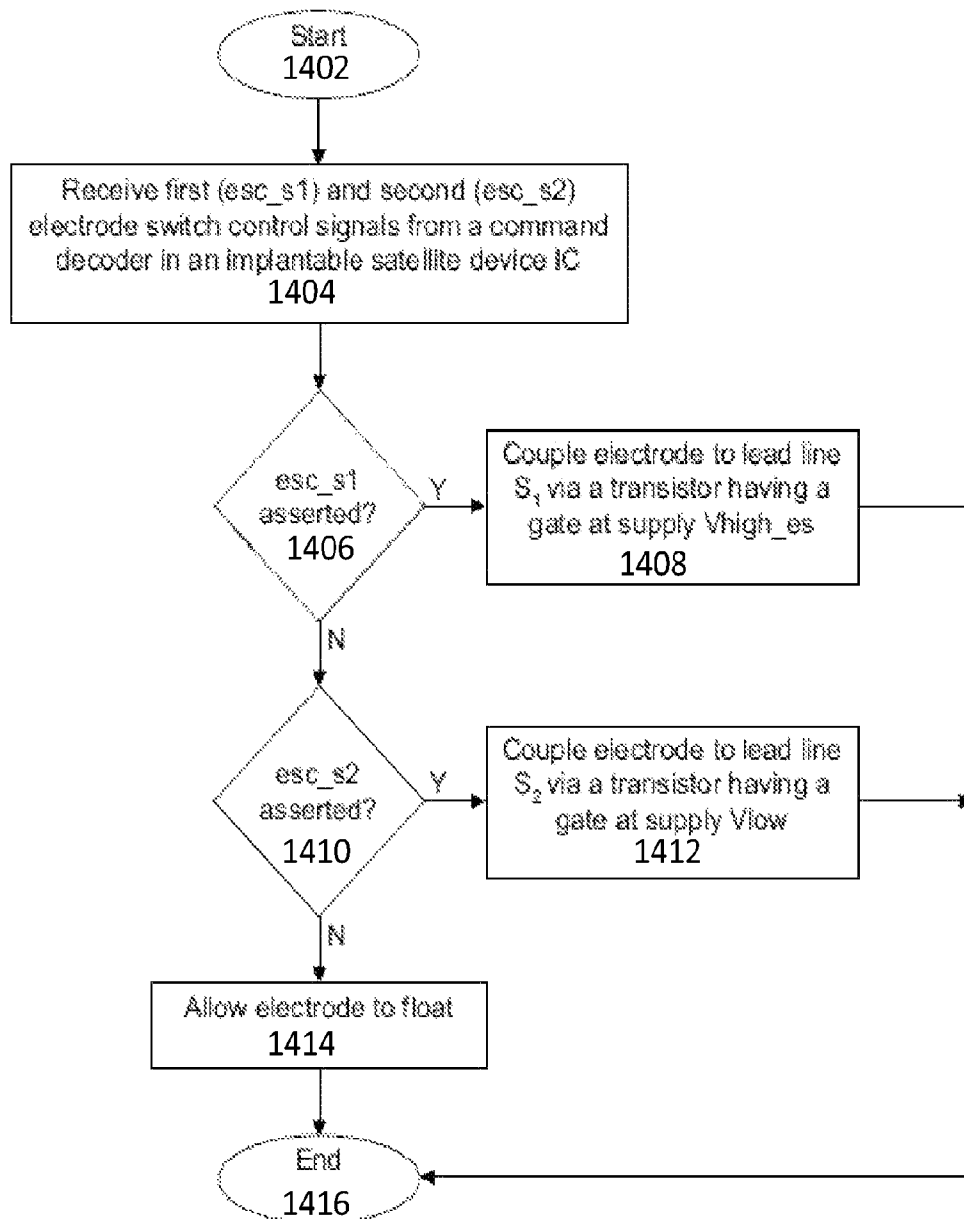 Start
1402
Receive first (esc_s1) and second (esc_s2)
electrode switch control signals from a command
decoder in an implantable satellite device IC
1404
esc_s1
asserted?
1406
Y
Couple electrode to lead line
S₁ via a transistor having a
gate at supply Vhigh_es
1408
N
esc_s2
asserted?
1410
Y
Couple electrode to lead line
S₂ via a transistor having a
gate at supply Vlow
1412
N
Allow electrode to float
1414
End
1416